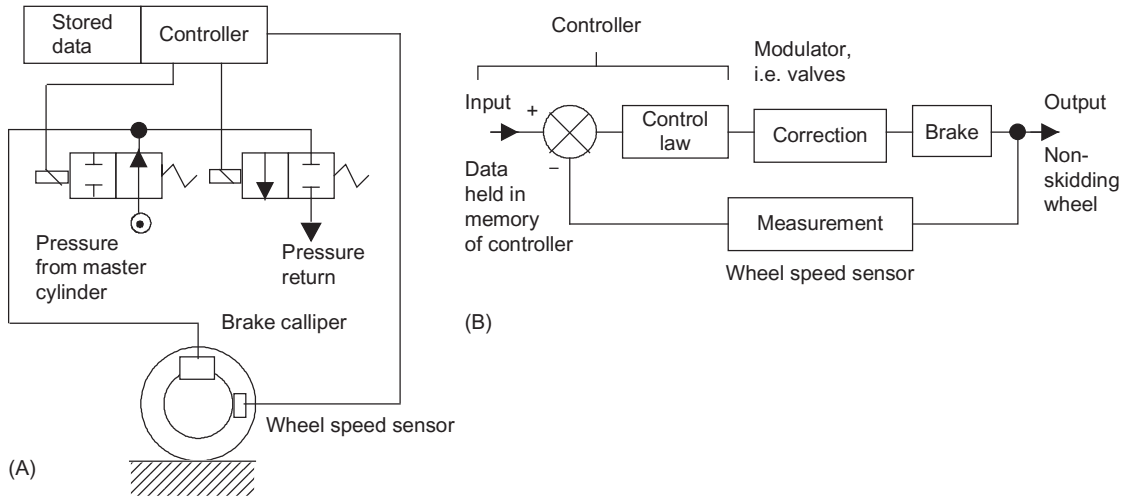 Stored
data
Controller
Pressure
from master
cylinder
Pressure
return
Brake calliper
Wheel speed sensor
(A)
Controller
Modulator,
i.e. valves
Input
+
−
Control
law
Correction
Brake
Output
Data
held in
memory
of controller
Non-
skidding
wheel
Measurement
Wheel speed sensor
(B)